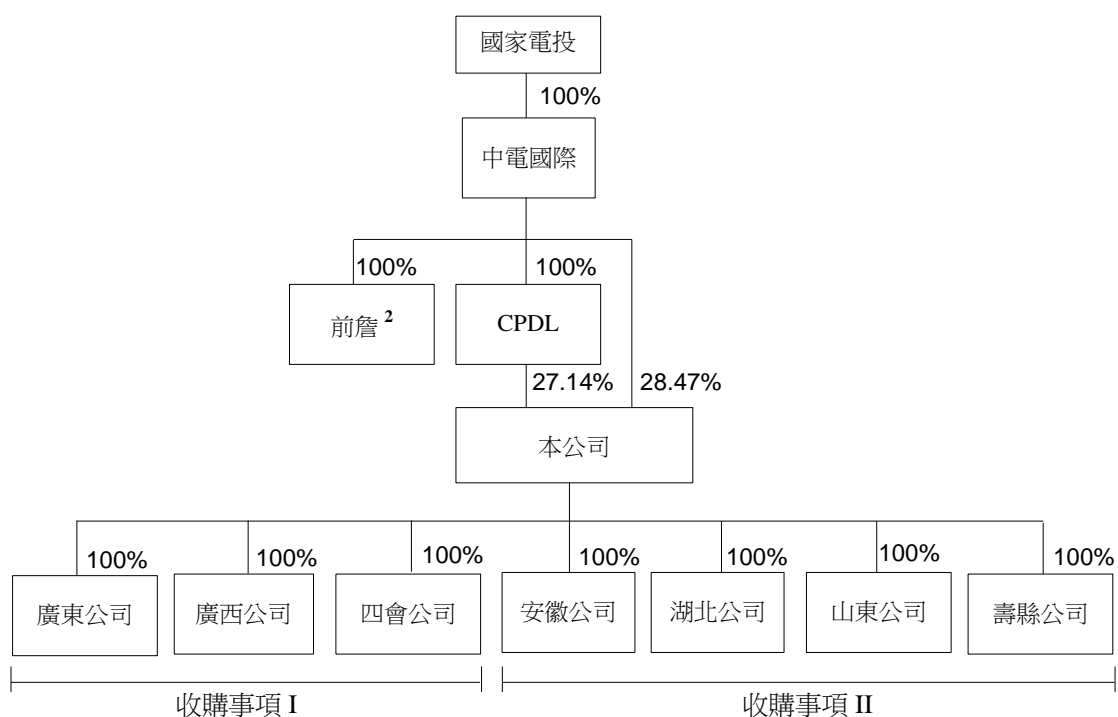 國家電投
100%
中電國際
100% 100%
前詹 2 CPDL
27.14% 28.47%
本公司
100% 100% 100% 100% 100% 100% 100%
廣東公司 廣西公司 四會公司 安徽公司 湖北公司 山東公司 壽縣公司
收購事項 I 收購事項 II